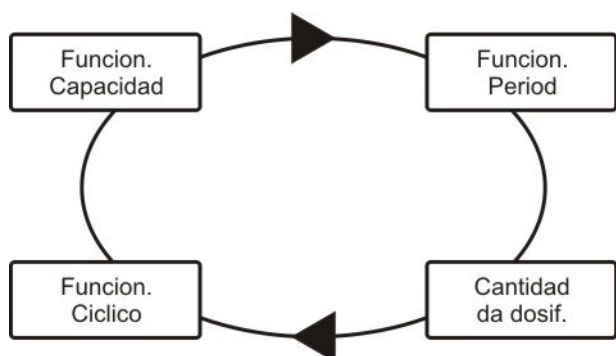 Funcion.
Capacidad
Funcion.
Period
Funcion.
Ciclico
Cantidad
da dosif.